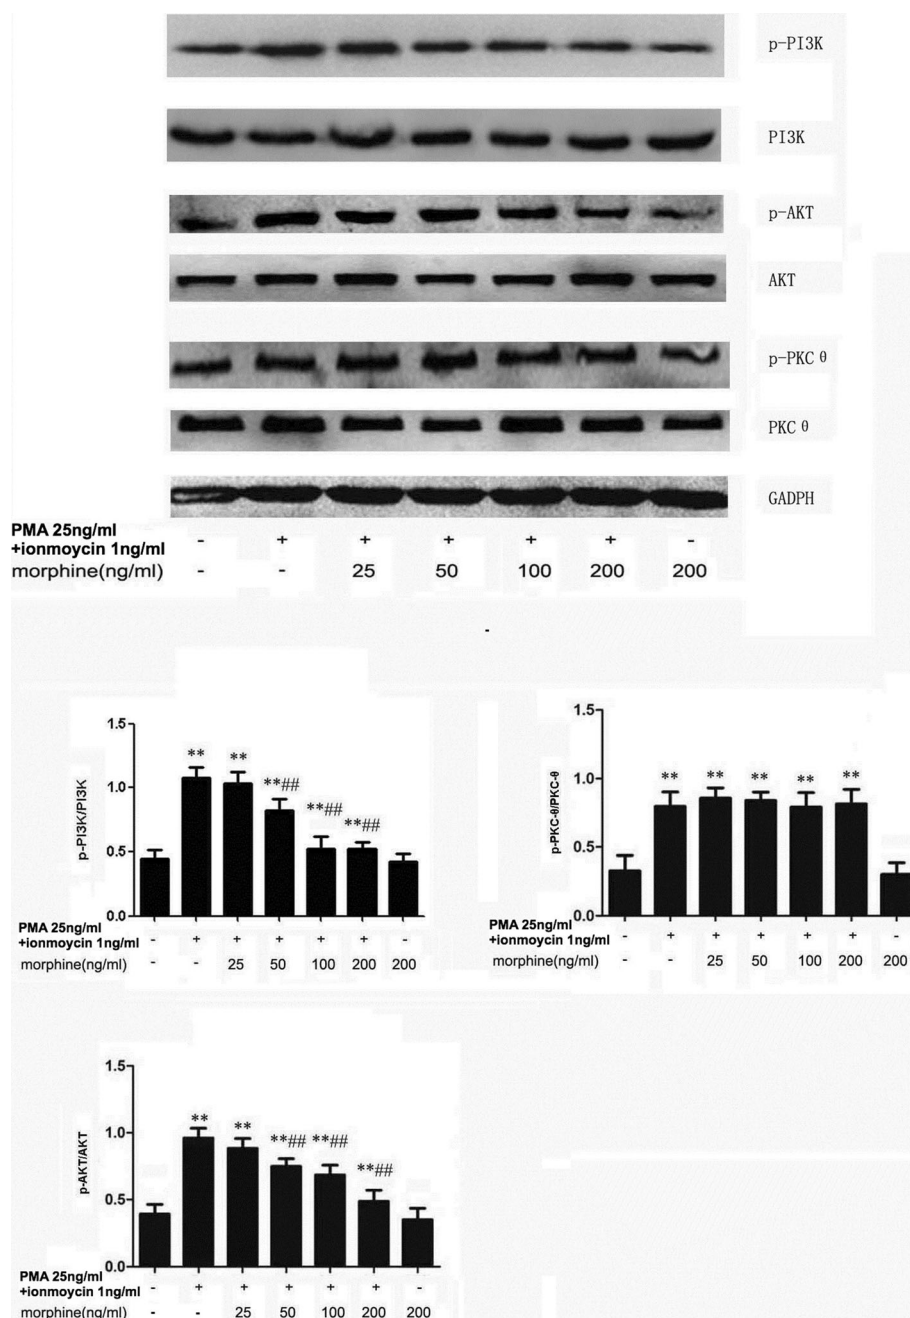 p-PI3K
PI3K
p-AKT
AKT
p-PKC θ
PKC θ
GADPH
PMA 25ng/ml
+ionmoycin 1ng/ml - + + + + + -
morphine(ng/ml) - - 25 50 100 200 200
-
p-PI3K/PI3K
1.5
1.0
0.5
0.0
** ** **## **## **##
PMA 25ng/ml
+ionmoycin 1ng/ml - + + + + + -
morphine(ng/ml) - - 25 50 100 200 200
p-PKC-θ/PKC-θ
1.5
1.0
0.5
0.0
** ** ** ** **
PMA 25ng/ml
+ionmoycin 1ng/ml - + + + + + -
morphine(ng/ml) - - 25 50 100 200 200
p-AKT/AKT
1.5
1.0
0.5
0.0
** ** **## **## **##
PMA 25ng/ml
+ionmoycin 1ng/ml - + + + + + -
morphine(ng/ml) - - 25 50 100 200 200